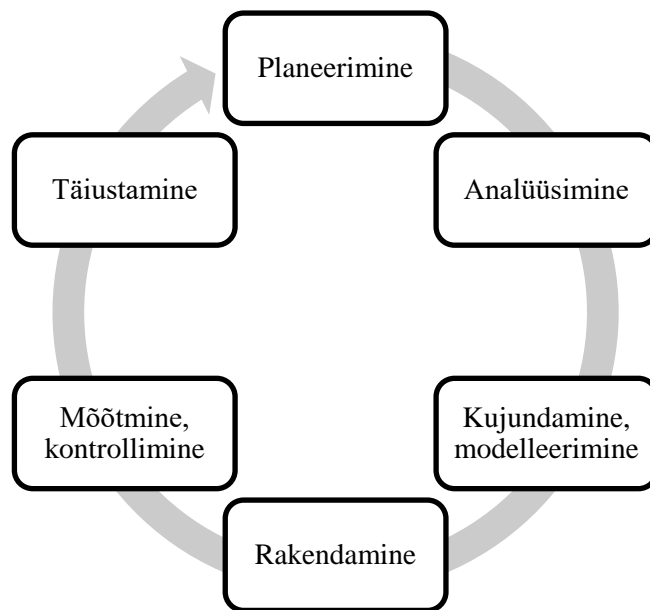 Planeerimine
Analüüsimine
Kujundamine,
modelleerimine
Rakendamine
Mõõtmine,
kontrollimine
Täiustamine